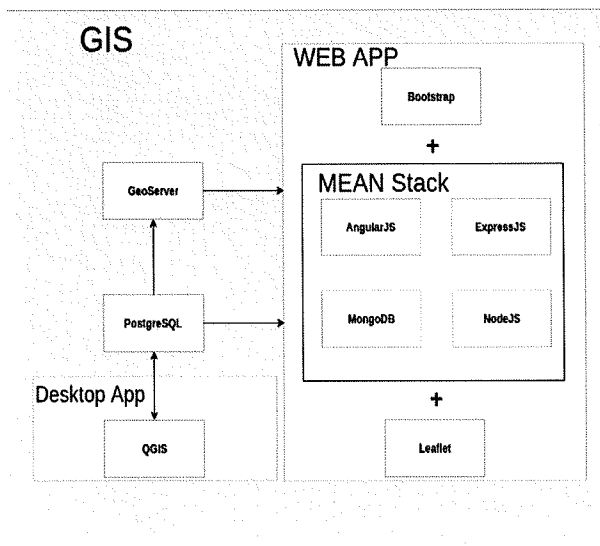 GIS
WEB APP
Bootstrap
+
MEAN Stack
GeoServer
AngularJS
ExpressJS
PostgreSQL
MongoDB
NodeJS
Desktop App
+
QGIS
Leaflet